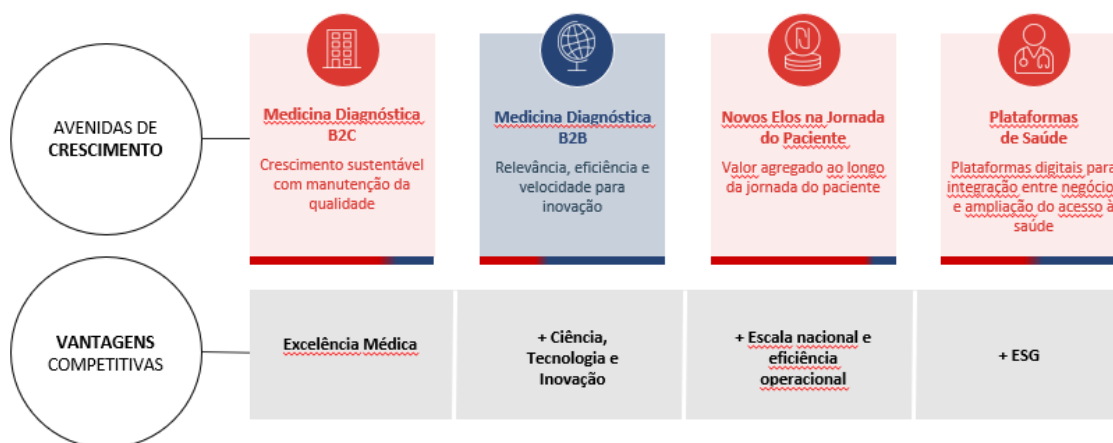 AVENIDAS DE
CRESCIMENTO
Medicina Diagnóstica
B2C
Crescimento sustentável
com manutenção da
qualidade
Medicina Diagnóstica
B2B
Relevância, eficiência e
velocidade para
inovação
Novos Elos na Jornada
do Paciente
Valor agregado ao longo
da jornada do paciente
Plataformas
de Saúde
Plataformas digitais para
integração entre negócio
e ampliação do acesso à
saúde
VANTAGENS
COMPETITIVAS
Excelência Médica
+ Ciência,
Tecnologia e
Inovação
+ Escala nacional e
eficiência
operacional
+ ESG